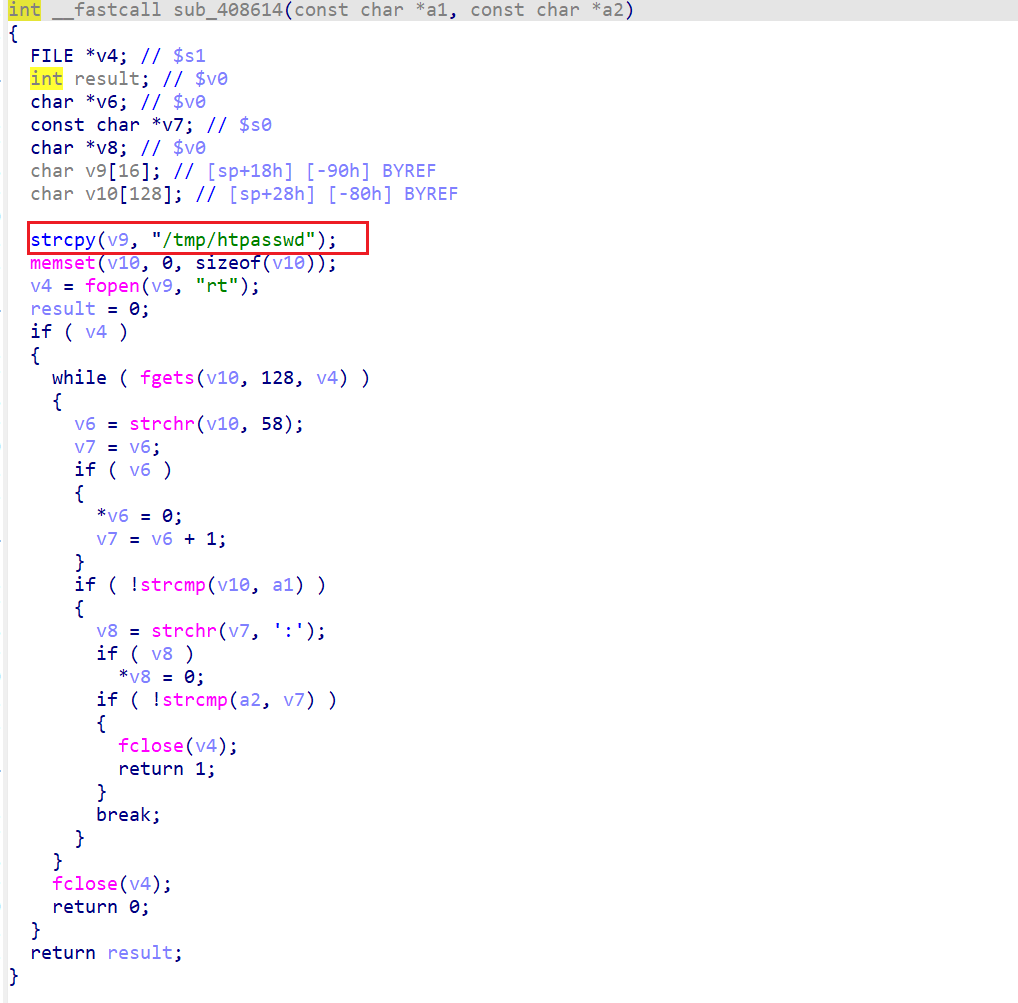 int __fastcall sub_408614(const char *a1, const char *a2)
{
  FILE *v4; // $s1
  int result; // $v0
  char *v6; // $v0
  const char *v7; // $s0
  char *v8; // $v0
  char v9[16]; // [sp+18h] [-90h] BYREF
  char v10[128]; // [sp+28h] [-80h] BYREF

  strcpy(v9, "/tmp/htpasswd");
  memset(v10, 0, sizeof(v10));
  v4 = fopen(v9, "rt");
  result = 0;
  if ( v4 )
  {
    while ( fgets(v10, 128, v4) )
    {
      v6 = strchr(v10, 58);
      v7 = v6;
      if ( v6 )
      {
        *v6 = 0;
        v7 = v6 + 1;
      }
      if ( !strcmp(v10, a1) )
      {
        v8 = strchr(v7, ':');
        if ( v8 )
          *v8 = 0;
        if ( !strcmp(a2, v7) )
        {
          fclose(v4);
          return 1;
        }
        break;
      }
    }
    fclose(v4);
    return 0;
  }
  return result;
}